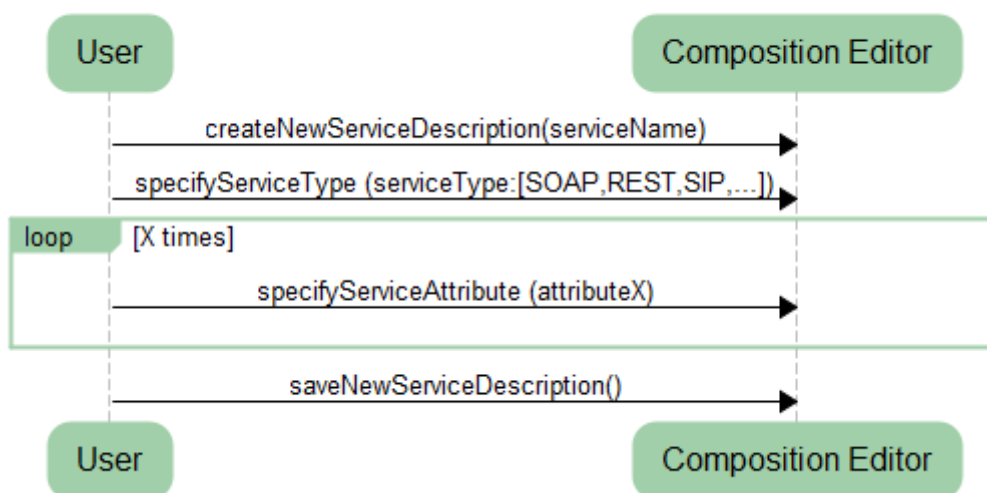 User
Composition Editor
createNewServiceDescription(serviceName)
specifyServiceType (serviceType:[SOAP,REST,SIP,...])
loop
[X times]
specifyServiceAttribute (attributeX)
saveNewServiceDescription()
User
Composition Editor